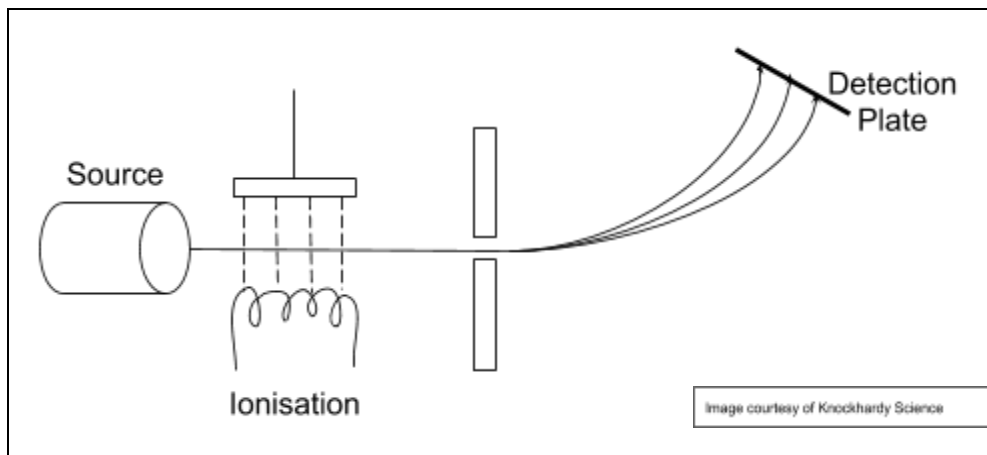 Source
Detection
Plate
Ionisation
Image courtesy of Knockhardy Science